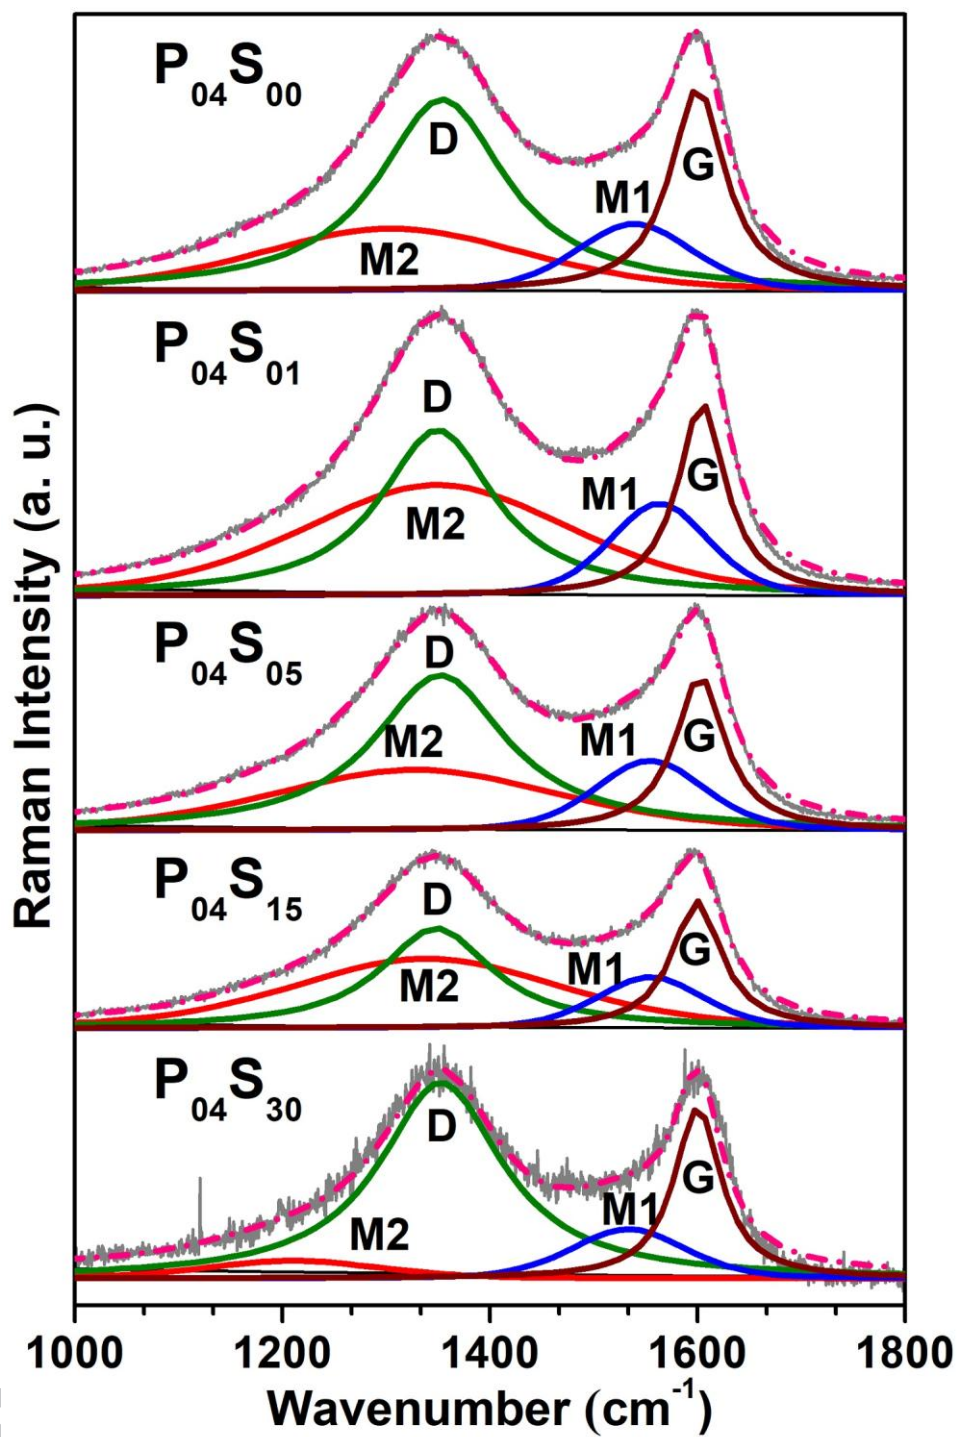 P04S00
D
M1
G
M2
P04S01
D
M1
G
M2
P04S05
D
M2
M1
G
P04S15
D
M1
G
M2
P04S30
D
G
M1
M2
Raman Intensity (a. u.)
1000 1200 1400 1600 1800
Wavenumber (cm-1)